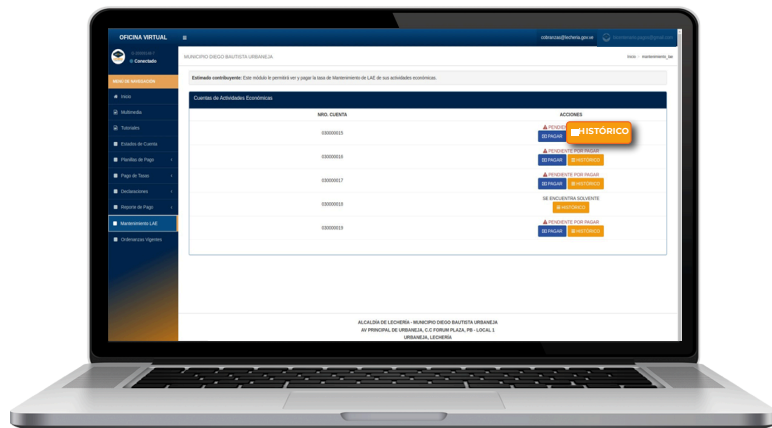 OFICINA VIRTUAL
cobranzas@lecheria.gov.ve
Conectado
MUNICIPIO DIEGO BAUTISTA URBANEJA
Inicio
mantenimiento_lae
NAVEGACIÓN
Estimado contribuyente: Este módulo le permitirá ver y pagar la tasa de Mantenimiento de LAE de sus actividades económicas.
Inicio
Multimedia
Tutoriales
Estados de Cuenta
Planillas de Pago
Pago de Tasas
Declaraciones
Reporte de Pago
Mantenimiento LAE
Ordenanzas Vigentes
Cuentas de Actividades Económicas
NRO. CUENTA
ACCIONES
030000015
PAGAR
HISTÓRICO
030000016
PENDIENTE POR PAGAR
PAGAR
HISTÓRICO
030000017
PENDIENTE POR PAGAR
PAGAR
HISTÓRICO
030000018
SE ENCUENTRA SOLVENTE
HISTÓRICO
030000019
PENDIENTE POR PAGAR
PAGAR
HISTÓRICO
ALCALDÍA DE LECHERÍA - MUNICIPIO DIEGO BAUTISTA URBANEJA
AV PRINCIPAL DE URBANEJA, C.C FORUM PLAZA, PB - LOCAL 1
URBANEJA, LECHERÍA